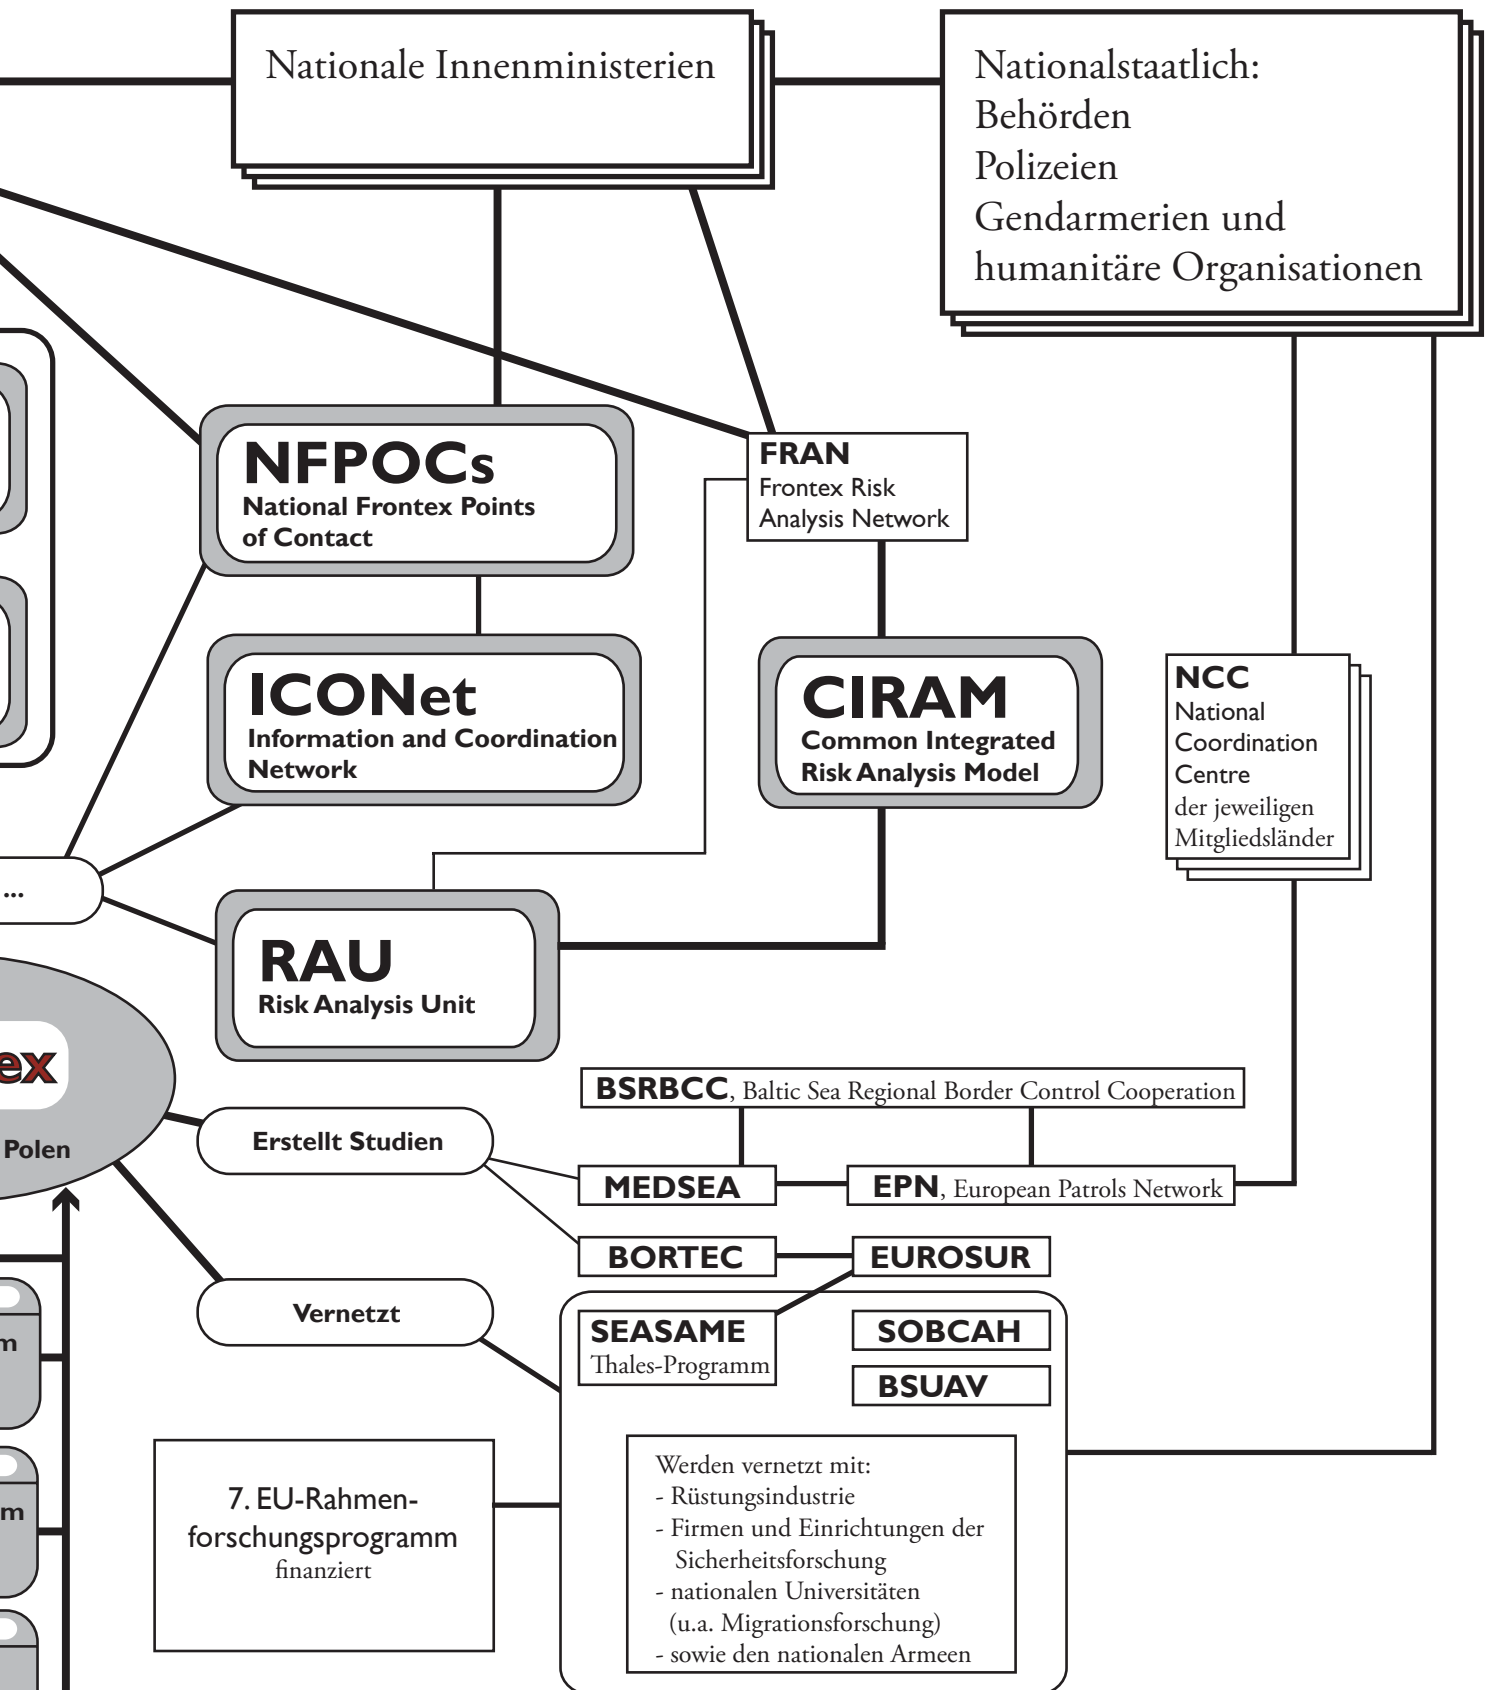 Nationale Innenministerien
Nationalstaatlich:
Behörden
Polizeien
Gendarmerien und
humanitäre Organisationen
NFPOCs
National Frontex Points
of Contact
FRAN
Frontex Risk
Analysis Network
ICONet
Information and Coordination
Network
CIRAM
Common Integrated
Risk Analysis Model
NCC
National
Coordination
Centre
der jeweiligen
Mitgliedsländer
...
RAU
Risk Analysis Unit
ex
Polen
BSRBCC, Baltic Sea Regional Border Control Cooperation
Erstellt Studien
MEDSEA
EPN, European Patrols Network
BORTEC
EUROSUR
Vernetzt
SEASAME
Thales-Programm
SOBCAH
BSUAV
m
m
7. EU-Rahmen-
forschungsprogramm
finanziert
Werden vernetzt mit:
- Rüstungsindustrie
- Firmen und Einrichtungen der
Sicherheitsforschung
- nationalen Universitäten
(u.a. Migrationsforschung)
- sowie den nationalen Armeen